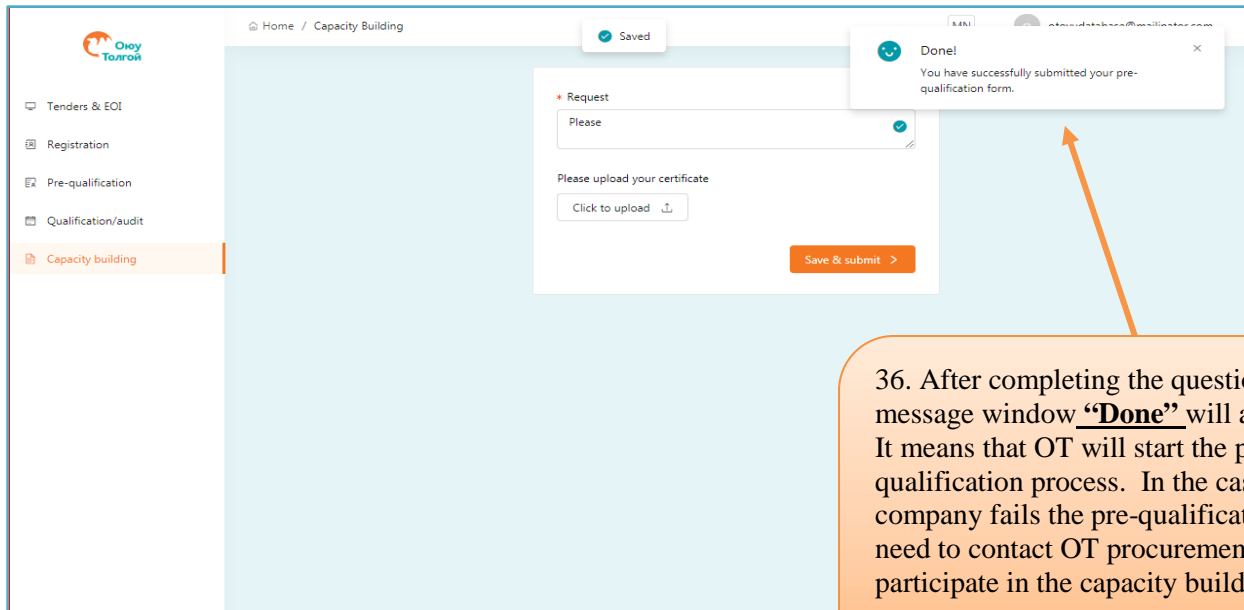 Оюу
Толгой
Home / Capacity Building
Saved
MN
Done!
You have successfully submitted your pre-
qualification form.
Tenders & EOI
Registration
Pre-qualification
Qualification/audit
Capacity building
* Request
Please
Please upload your certificate
Click to upload
Save & submit >
36. After completing the questi
message window "Done" will a
It means that OT will start the p
qualification process. In the cas
company fails the pre-qualificat
need to contact OT procuremen
participate in the capacity build